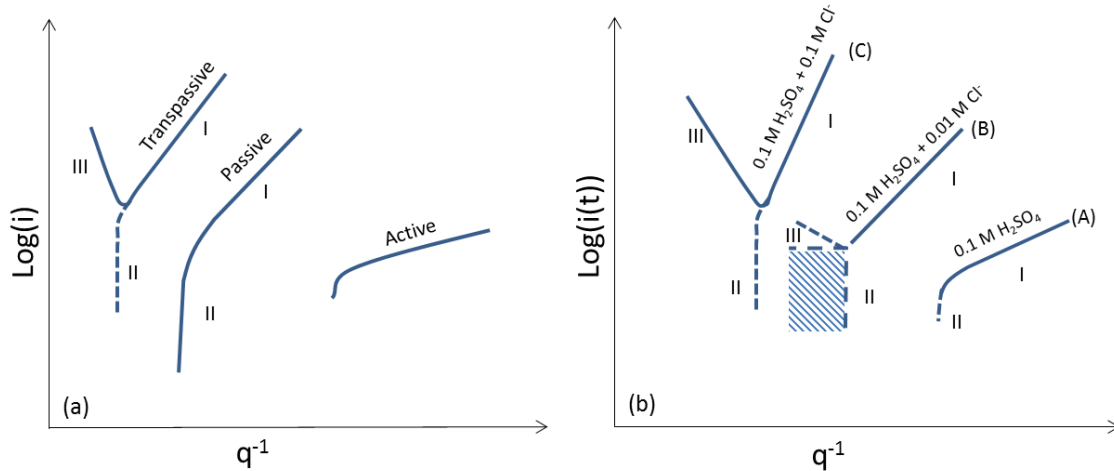 Log(i)
Transpassive
I
III
Passive
I
II
II
Active
(a)
q⁻¹
Log(i(t))
0.1 M H₂SO₄ + 0.1 M Cl⁻
(C)
I
III
0.1 M H₂SO₄ + 0.01 M Cl⁻
(B)
I
III
II
II
0.1 M H₂SO₄
(A)
I
II
(b)
q⁻¹